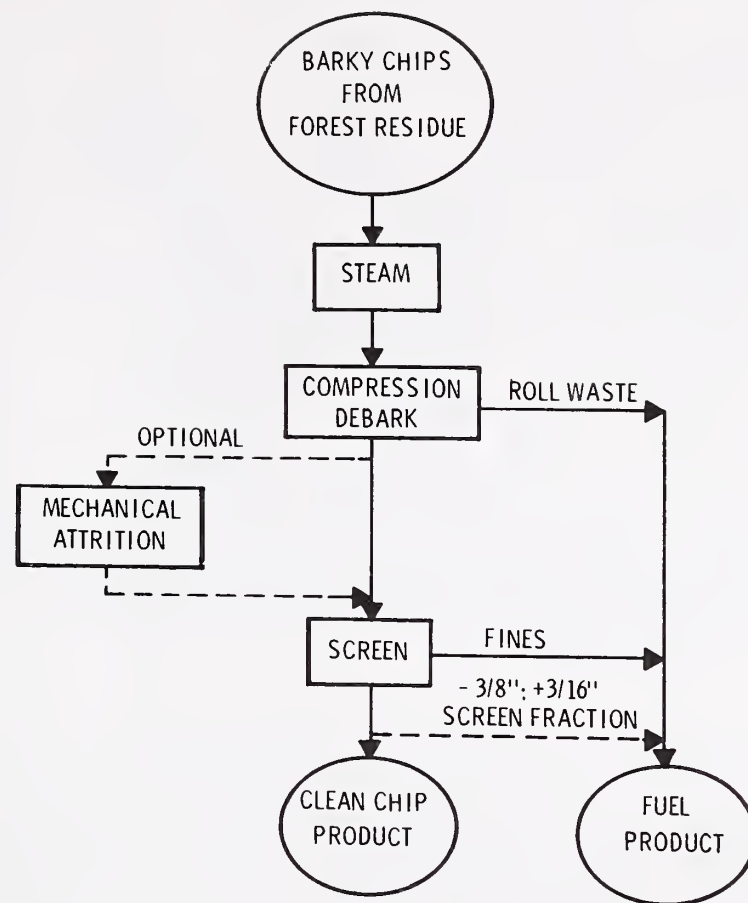 BARKY CHIPS
FROM
FOREST RESIDUE
STEAM
COMPRESSION
DEBARK
ROLL WASTE
OPTIONAL
MECHANICAL
ATTRITION
SCREEN
FINES
- 3/8": +3/16"
SCREEN FRACTION
CLEAN CHIP
PRODUCT
FUEL
PRODUCT